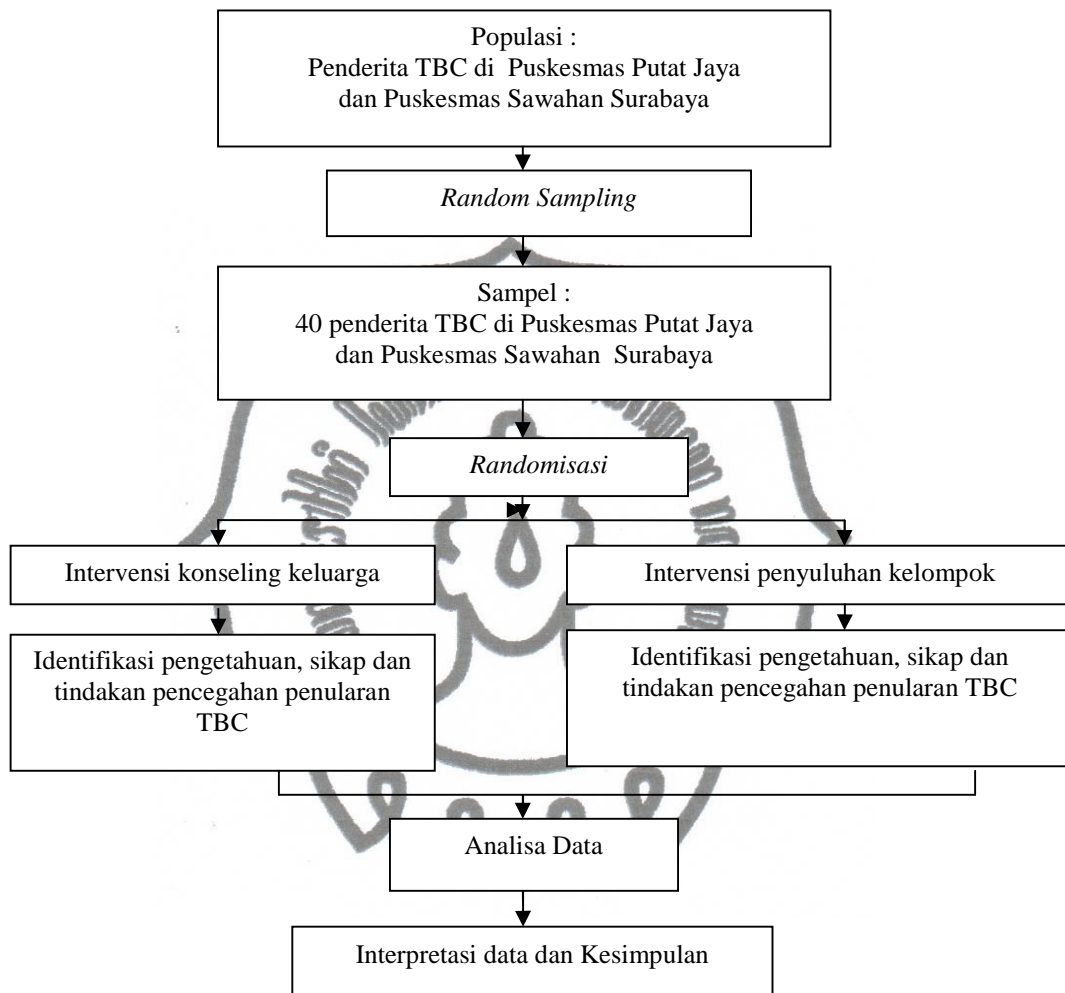 Populasi :
Penderita TBC di Puskesmas Putat Jaya
dan Puskesmas Sawahan Surabaya
Random Sampling
Sampel :
40 penderita TBC di Puskesmas Putat Jaya
dan Puskesmas Sawahan Surabaya
Randomisasi
Intervensi konseling keluarga
Intervensi penyuluhan kelompok
Identifikasi pengetahuan, sikap dan
tindakan pencegahan penularan
TBC
Identifikasi pengetahuan, sikap dan
tindakan pencegahan penularan TBC
Analisa Data
Interpretasi data dan Kesimpulan